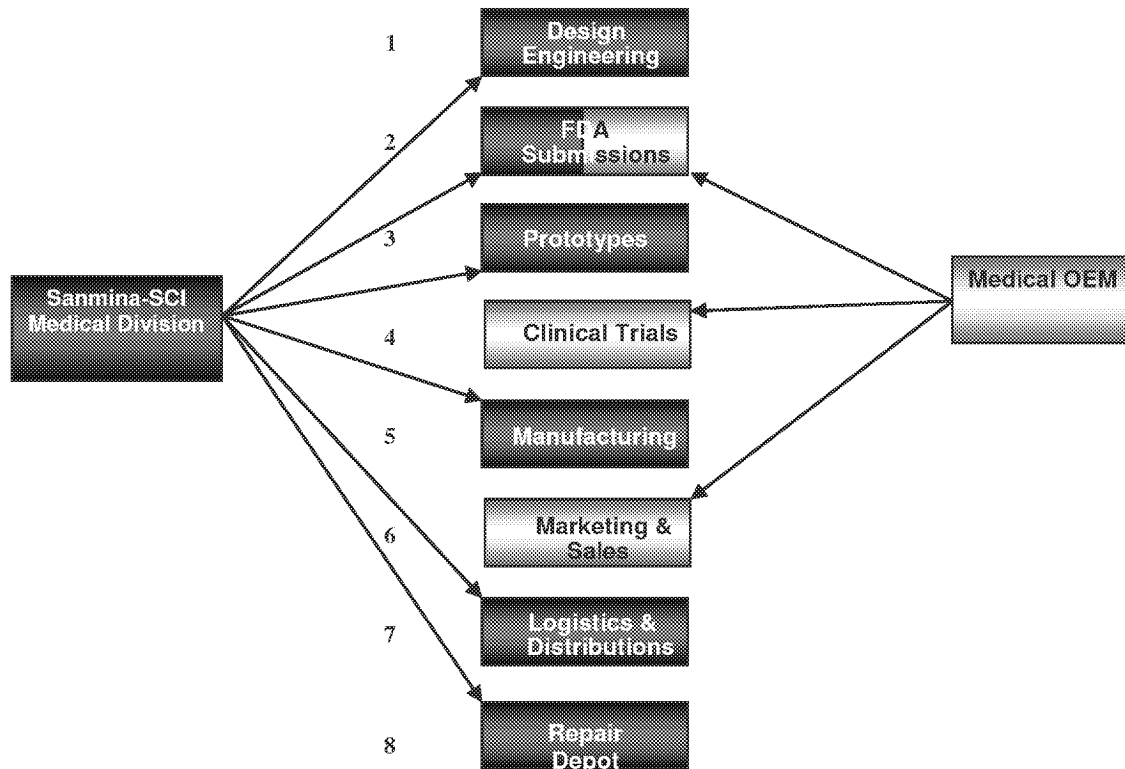 1
Design
Engineering
2
FDA
Submissions
3
Prototypes
Sanmina-SCI
Medical Division
Medical OEM
4
Clinical Trials
5
Manufacturing
6
Marketing &
Sales
7
Logistics &
Distributions
8
Repair
Depot